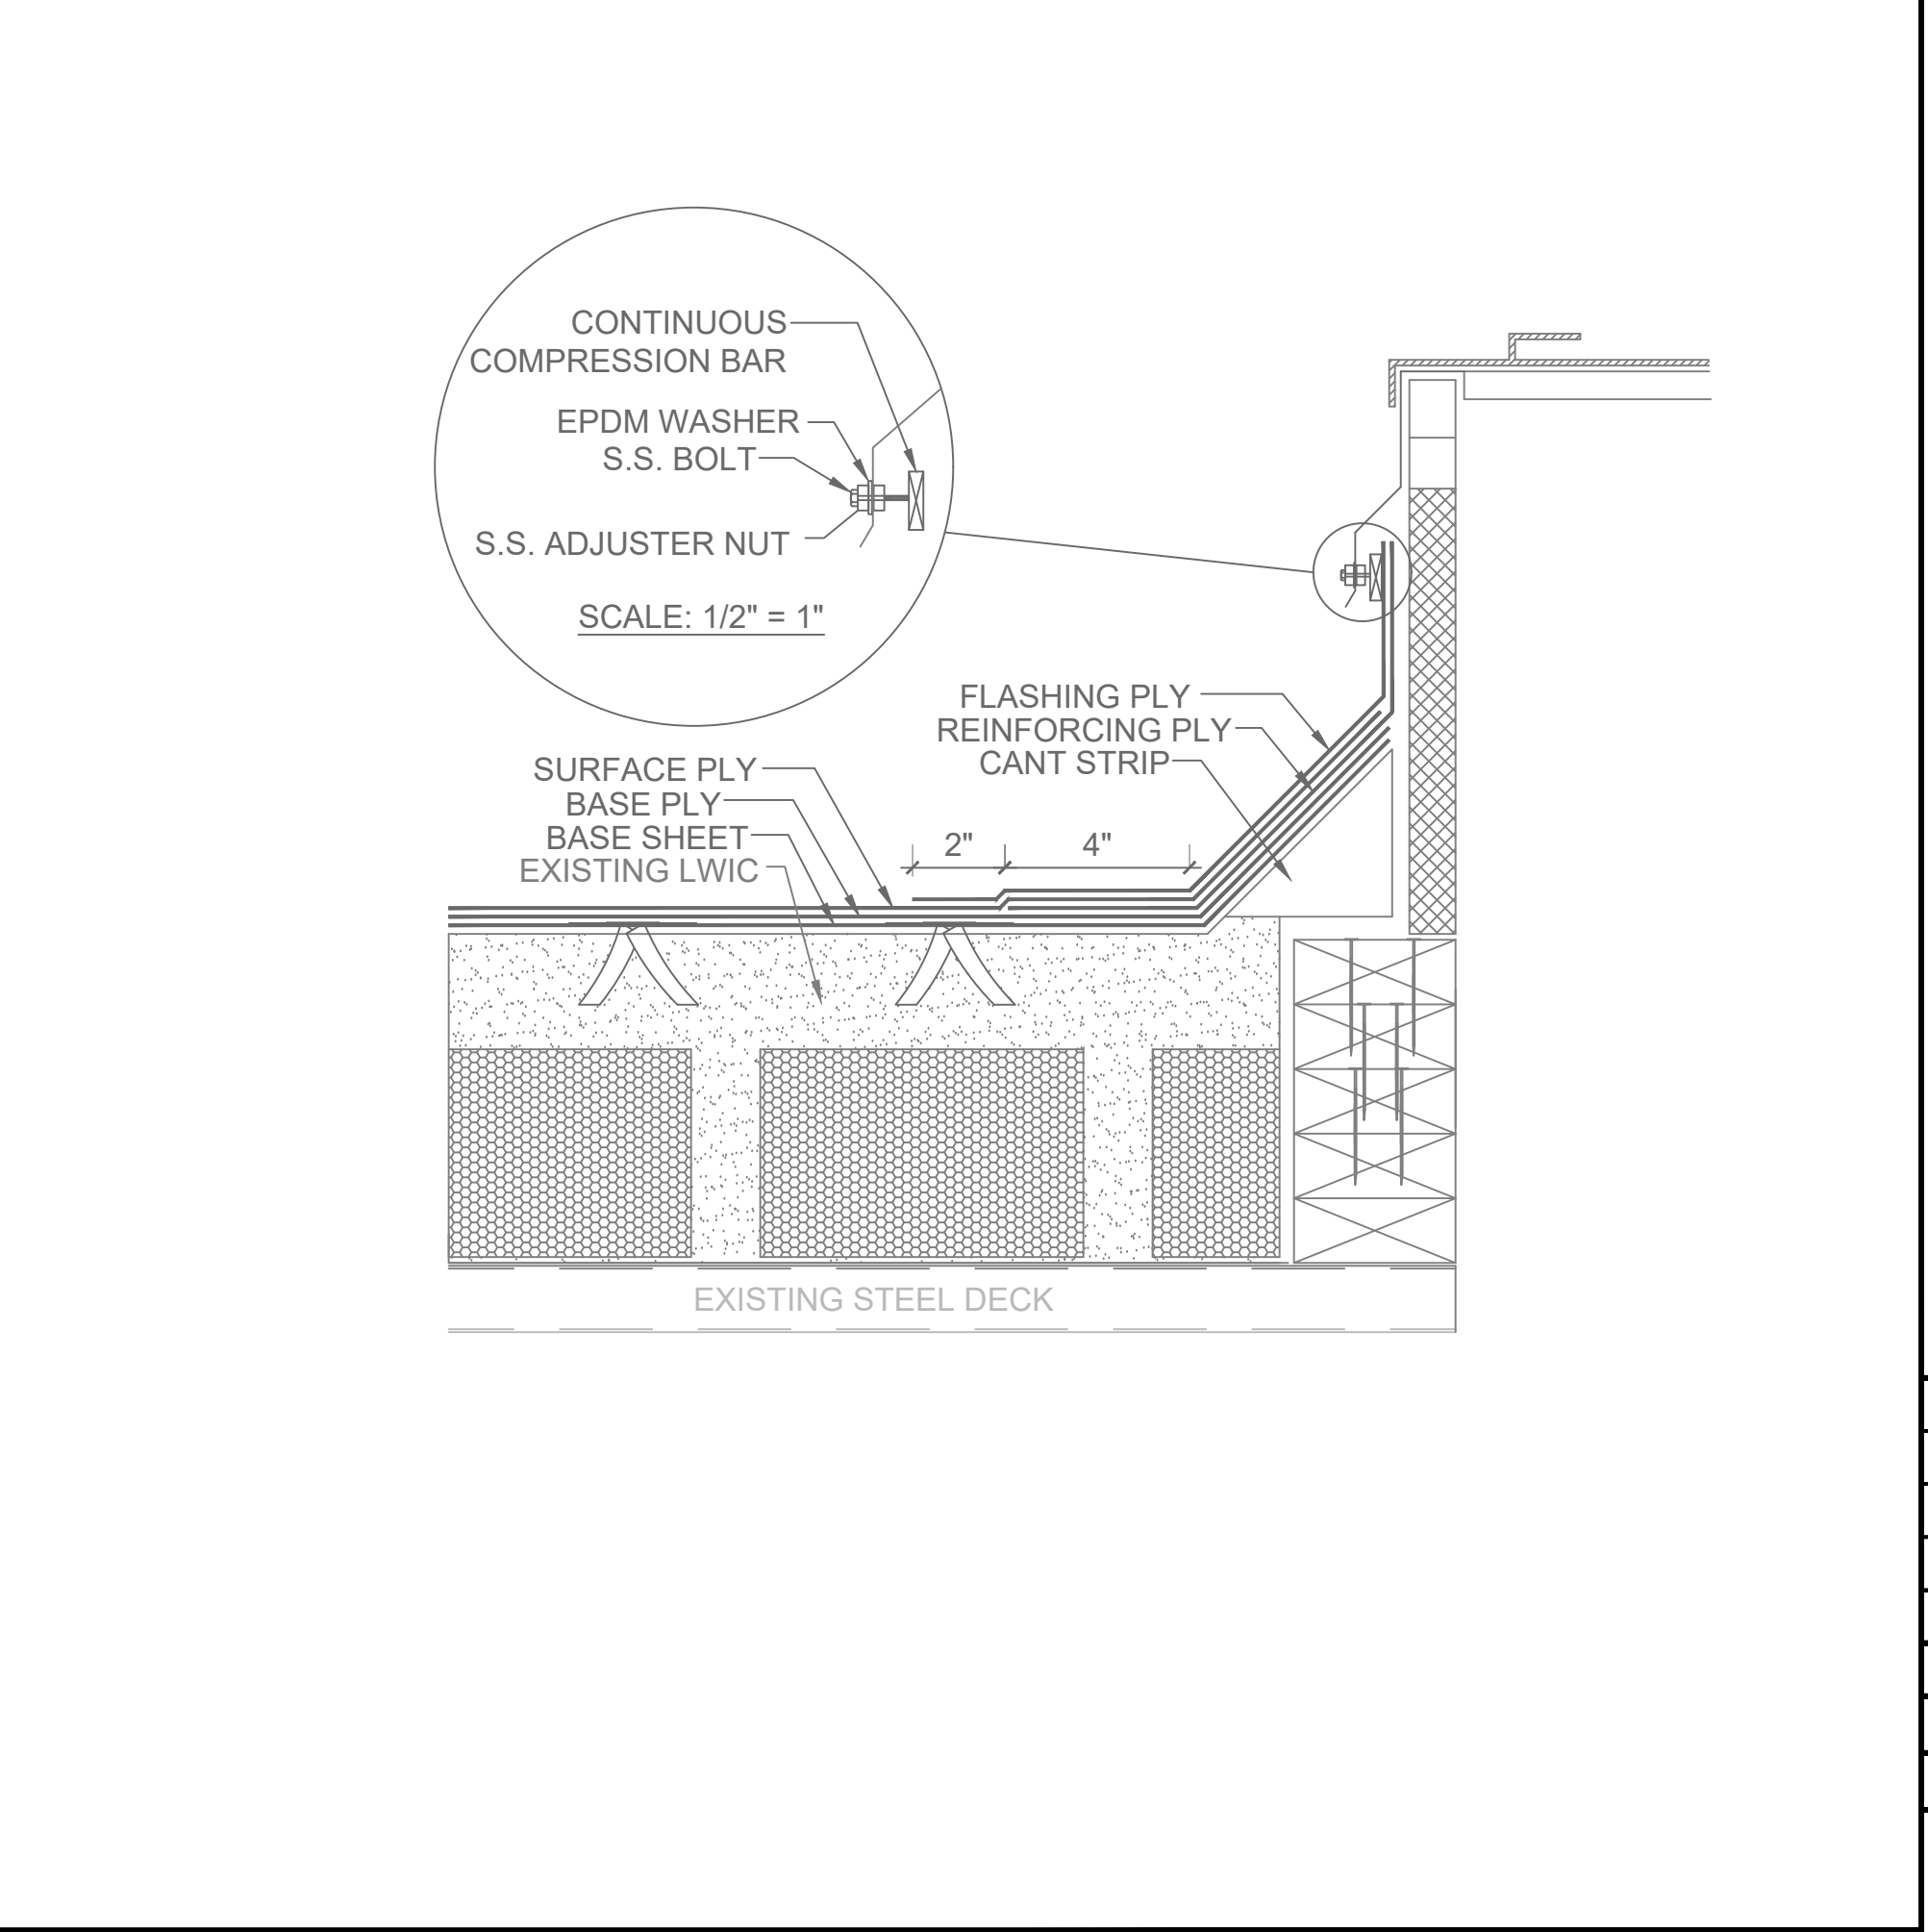 CONTINUOUS
COMPRESSION BAR
EPDM WASHER
S.S. BOLT
S.S. ADJUSTER NUT
SCALE: 1/2" = 1"
FLASHING PLY
REINFORCING PLY
CANT STRIP
SURFACE PLY
BASE PLY
BASE SHEET
EXISTING LWIC
2" 4"
EXISTING STEEL DECK